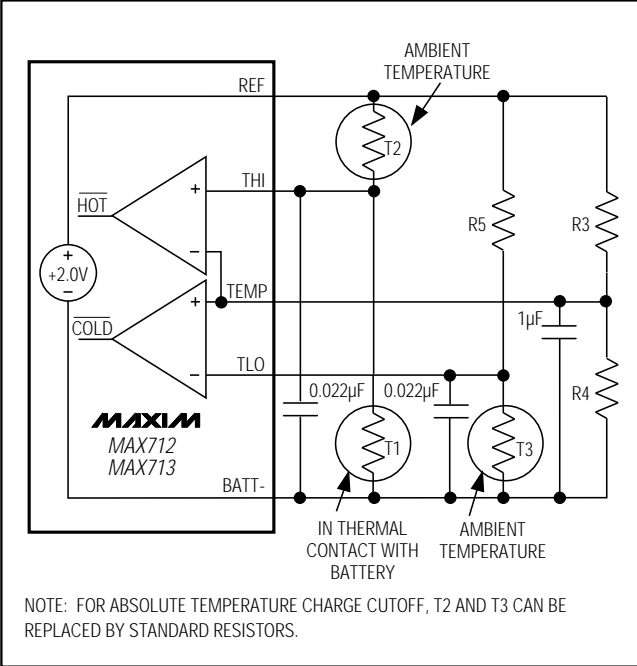 AMBIENT
TEMPERATURE
REF
T2
THI
+
HOT
R5
R3
−
+
+2.0V
−
TEMP
+
1µF
COLD
TLO
−
0.022µF
0.022µF
R4
MAXIM
MAX712
MAX713
T1
T3
BATT-
IN THERMAL
CONTACT WITH
BATTERY
AMBIENT
TEMPERATURE
NOTE: FOR ABSOLUTE TEMPERATURE CHARGE CUTOFF, T2 AND T3 CAN BE
REPLACED BY STANDARD RESISTORS.